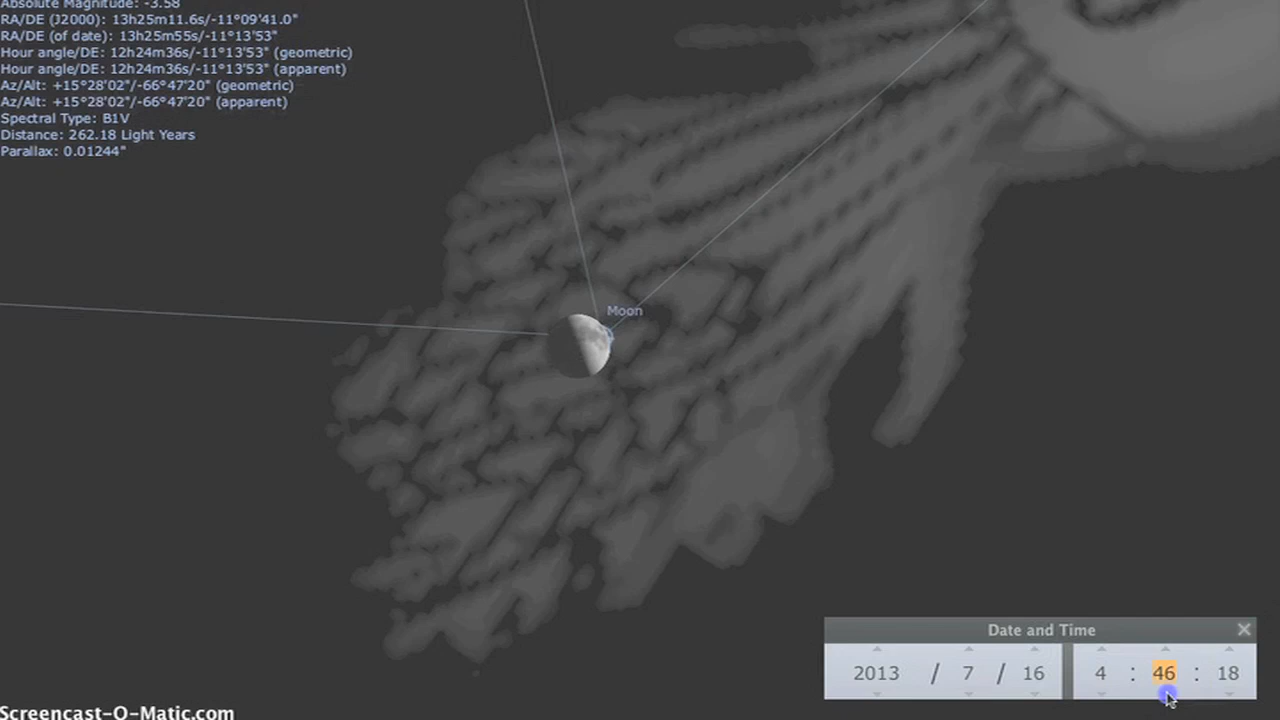 Absolute Magnitude: -3.58
RA/DE (J2000): 13h25m11.6s/-11°09'41.0"
RA/DE (of date): 13h25m55s/-11°13'53"
Hour angle/DE: 12h24m36s/-11°13'53" (geometric)
Hour angle/DE: 12h24m36s/-11°13'53" (apparent)
Az/Alt: +15°28'02"/-66°47'20" (geometric)
Az/Alt: +15°28'02"/-66°47'20" (apparent)
Spectral Type: B1V
Distance: 262.18 Light Years
Parallax: 0.01244"
Moon
Date and Time
2013 / 7 / 16 4 : 46 : 18
Screencast-O-Matic.com